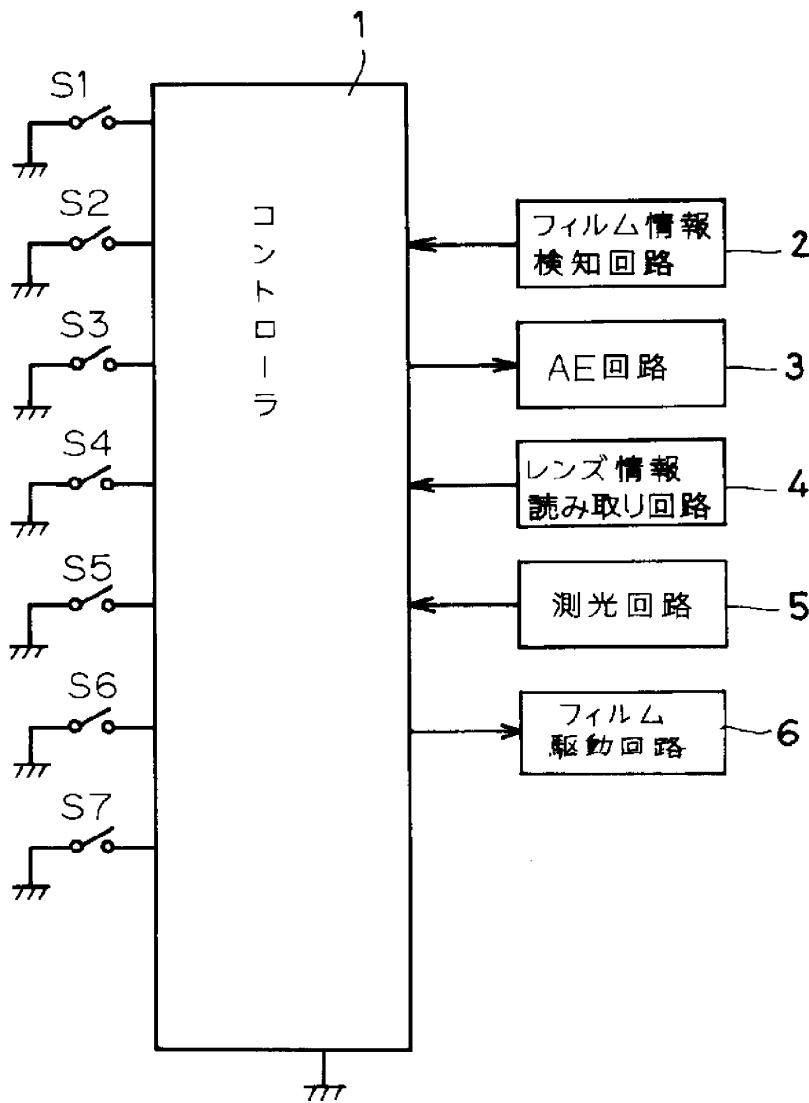 1
S1
S2
S3
S4
S5
S6
S7
コントローラ
フィルム情報
検知回路
2
AE回路
3
レンズ情報
読み取り回路
4
測光回路
5
フィルム
駆動回路
6